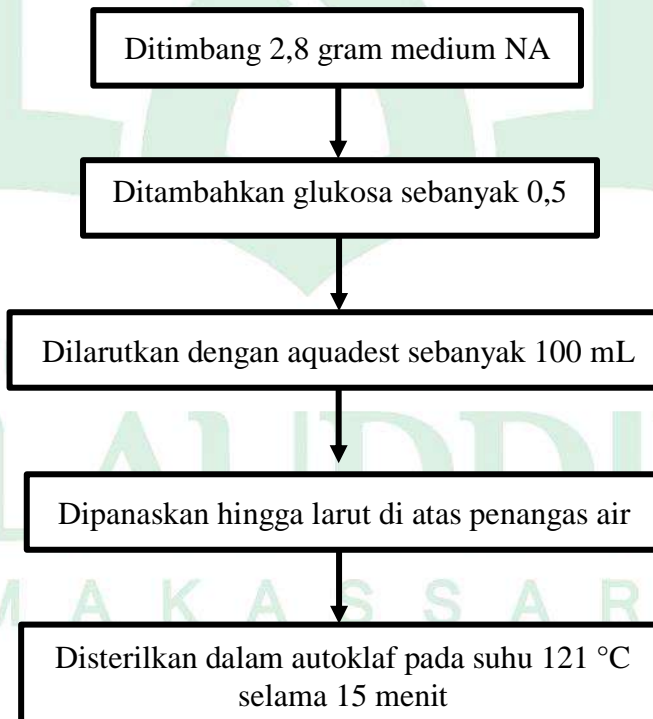 Ditimbang 2,8 gram medium NA
Ditambahkan glukosa sebanyak 0,5
Dilarutkan dengan aquadest sebanyak 100 mL
AUDDI
Dipanaskan hingga larut di atas penangas air
M A K A S S A R
Disterilkan dalam autoklaf pada suhu 121 °C
selama 15 menit